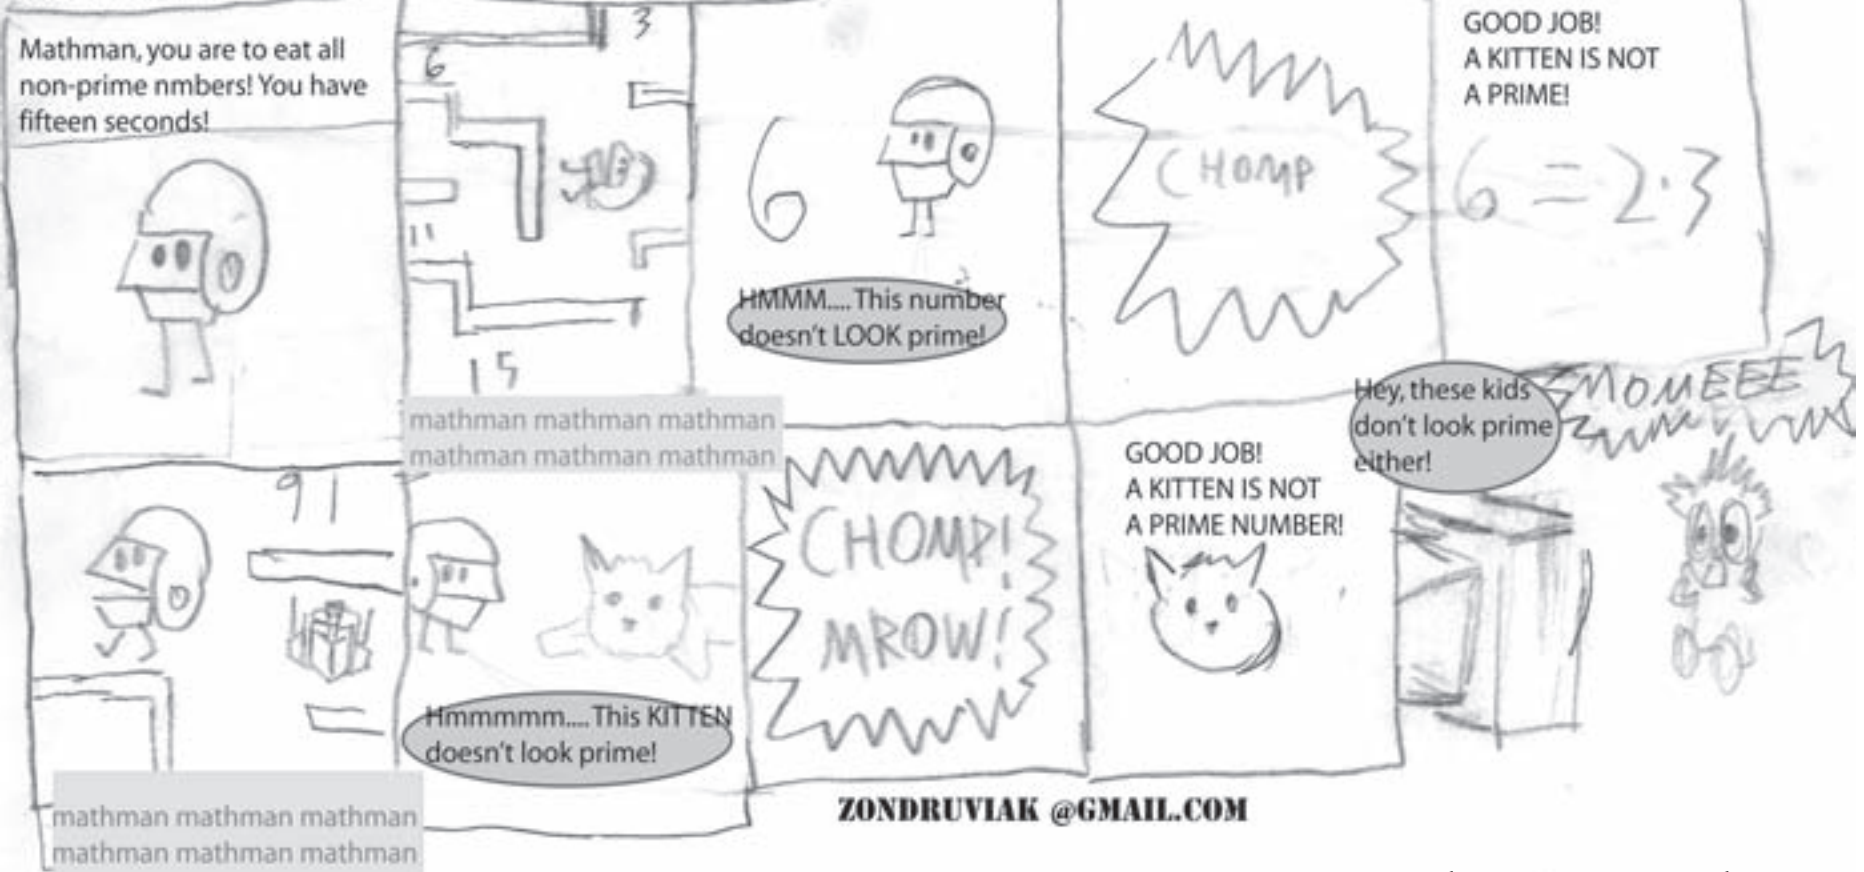 Mathman, you are to eat all
non-prime nmbers! You have
fifteen seconds!
3
6
11
15
mathman mathman mathman
mathman mathman mathman
6
HMMM.... This number
doesn't LOOK prime!
CHOMP
GOOD JOB!
A KITTEN IS NOT
A PRIME!
6 = 2·3
91
mathman mathman mathman
mathman mathman mathman
Hmmmmm.... This KITTEN
doesn't look prime!
CHOMP!
MROW!
GOOD JOB!
A KITTEN IS NOT
A PRIME NUMBER!
Hey, these kids
don't look prime
either!
MOMEEE
ZONDRUVIAK @GMAIL.COM